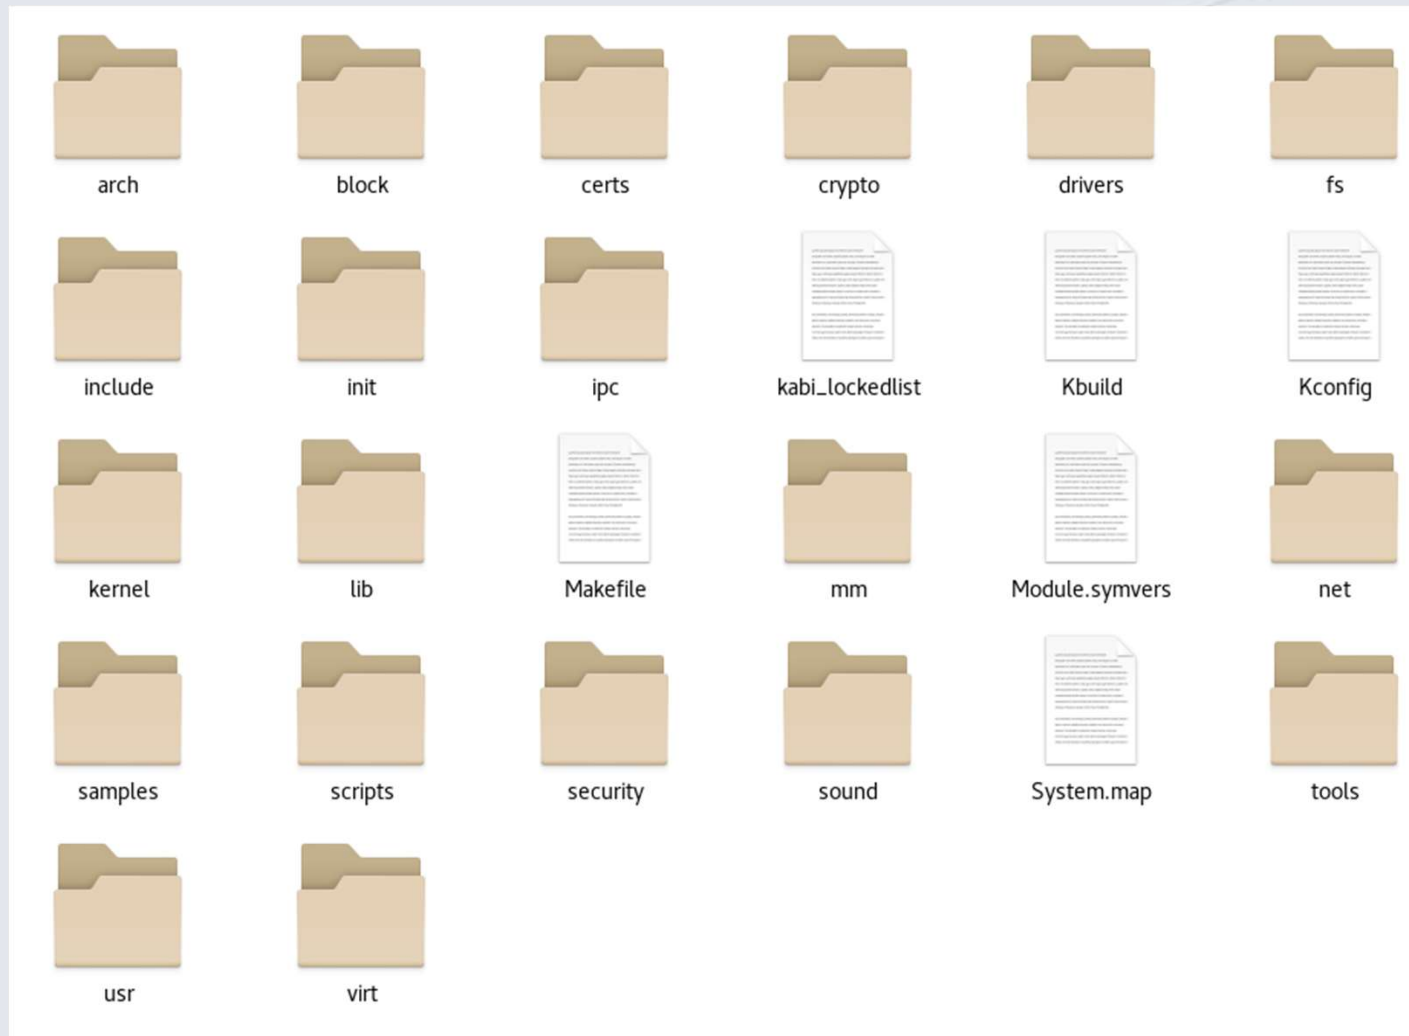 arch block certs crypto drivers fs
include init ipc kabi_lockedlist Kbuild Kconfig
kernel lib Makefile mm Module.symvers net
samples scripts security sound System.map tools
usr virt